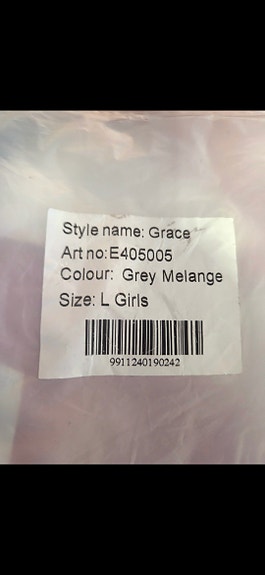 Style name: Grace
Art no:E405005
Colour: Grey Melange
Size: L Girls
9911240190242